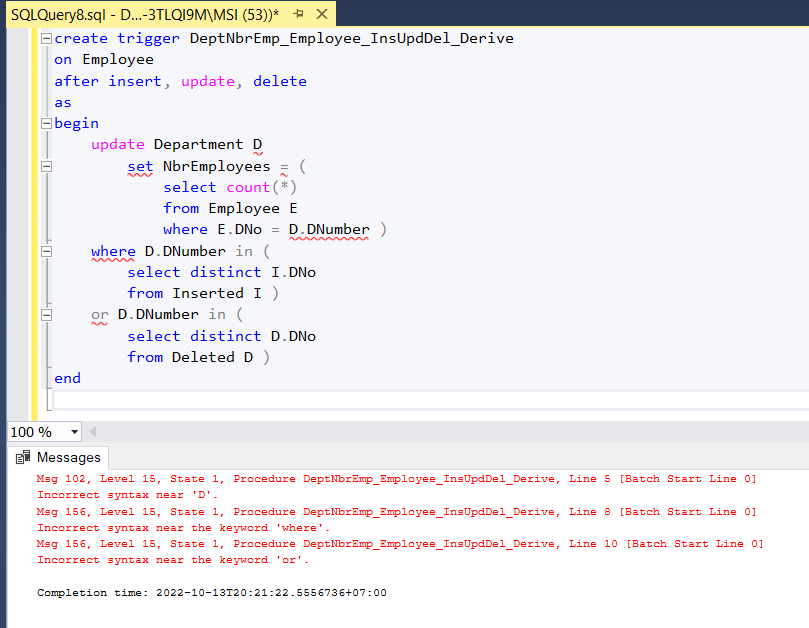 SQLQuery8.sql - D...-3TLQI9M\MSI (53))*
create trigger DeptNbrEmp_Employee_InsUpdDel_Derive
on Employee
after insert, update, delete
as
begin
update Department D
set NbrEmployees = (
select count(*)
from Employee E
where E.DNo = D.DNumber )
where D.DNumber in (
select distinct I.DNo
from Inserted I )
or D.DNumber in (
select distinct D.DNo
from Deleted D )
end
100 %
Messages
Msg 102, Level 15, State 1, Procedure DeptNbrEmp_Employee_InsUpdDel_Derive, Line 5 [Batch Start Line 0]
Incorrect syntax near 'D'.
Msg 156, Level 15, State 1, Procedure DeptNbrEmp_Employee_InsUpdDel_Derive, Line 8 [Batch Start Line 0]
Incorrect syntax near the keyword 'where'.
Msg 156, Level 15, State 1, Procedure DeptNbrEmp_Employee_InsUpdDel_Derive, Line 10 [Batch Start Line 0]
Incorrect syntax near the keyword 'or'.
Completion time: 2022-10-13T20:21:22.5556736+07:00